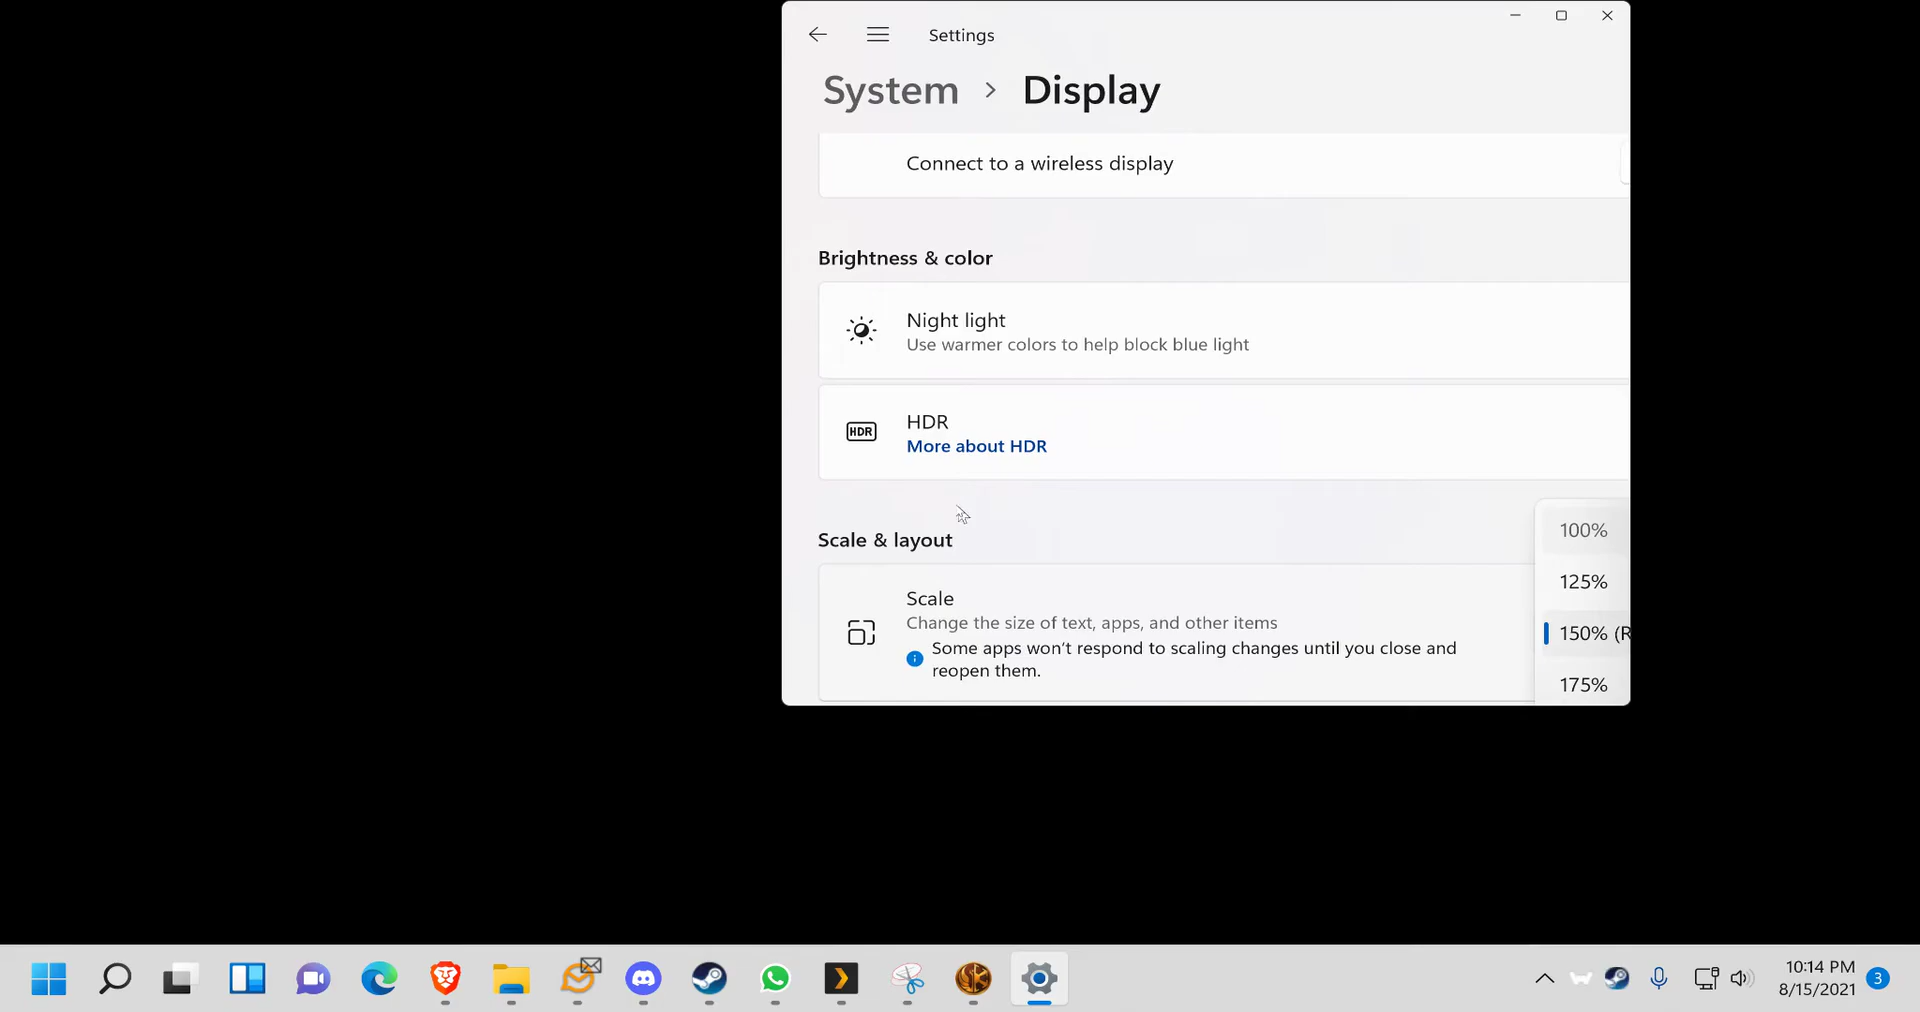 Settings
System > Display
Connect to a wireless display
Brightness & color
Night light
Use warmer colors to help block blue light
HDR
HDR
More about HDR
Scale & layout
Scale
Change the size of text, apps, and other items
Some apps won't respond to scaling changes until you close and
reopen them.
100%
125%
150% (R
175%
10:14 PM
8/15/2021
3